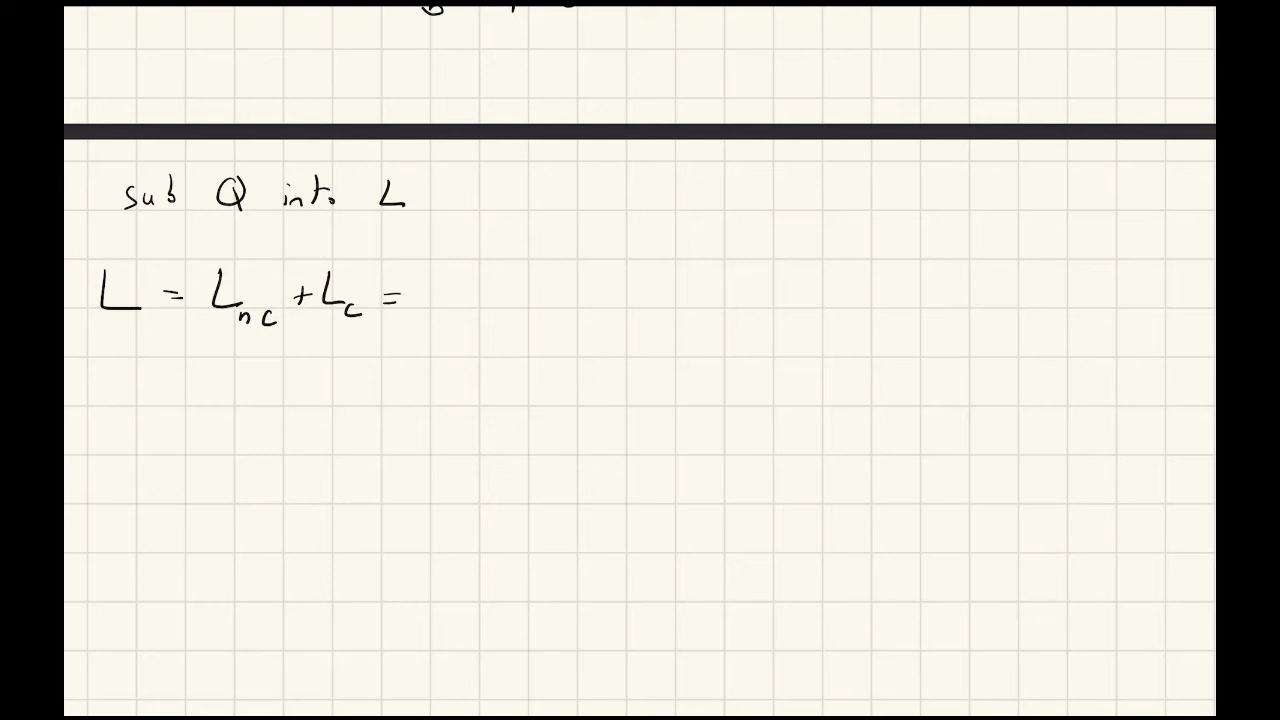 sub Q into L
L = L_nc + L_c =